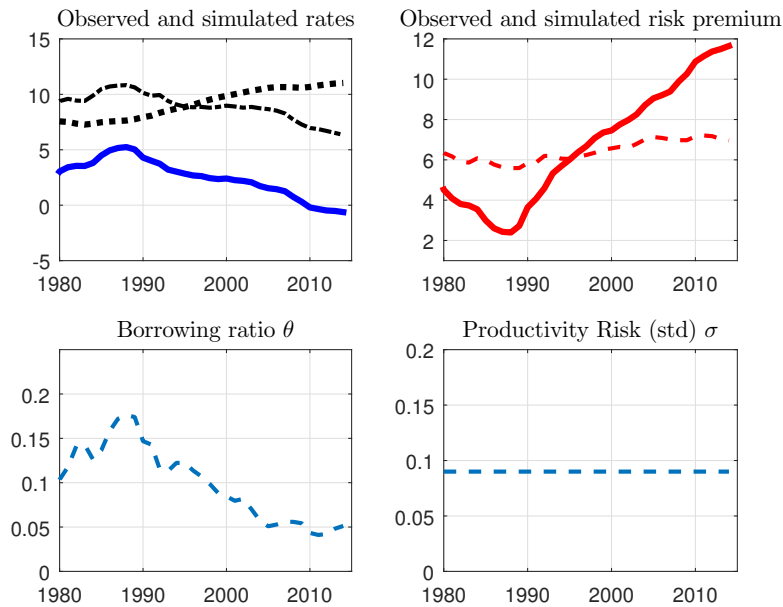 Observed and simulated rates
15
10
5
0
-5
1980 1990 2000 2010
Observed and simulated risk premium
12
10
8
6
4
2
1980 1990 2000 2010
Borrowing ratio θ
0.2
0.15
0.1
0.05
0
1980 1990 2000 2010
Productivity Risk (std) σ
0.2
0.15
0.1
0.05
0
1980 1990 2000 2010